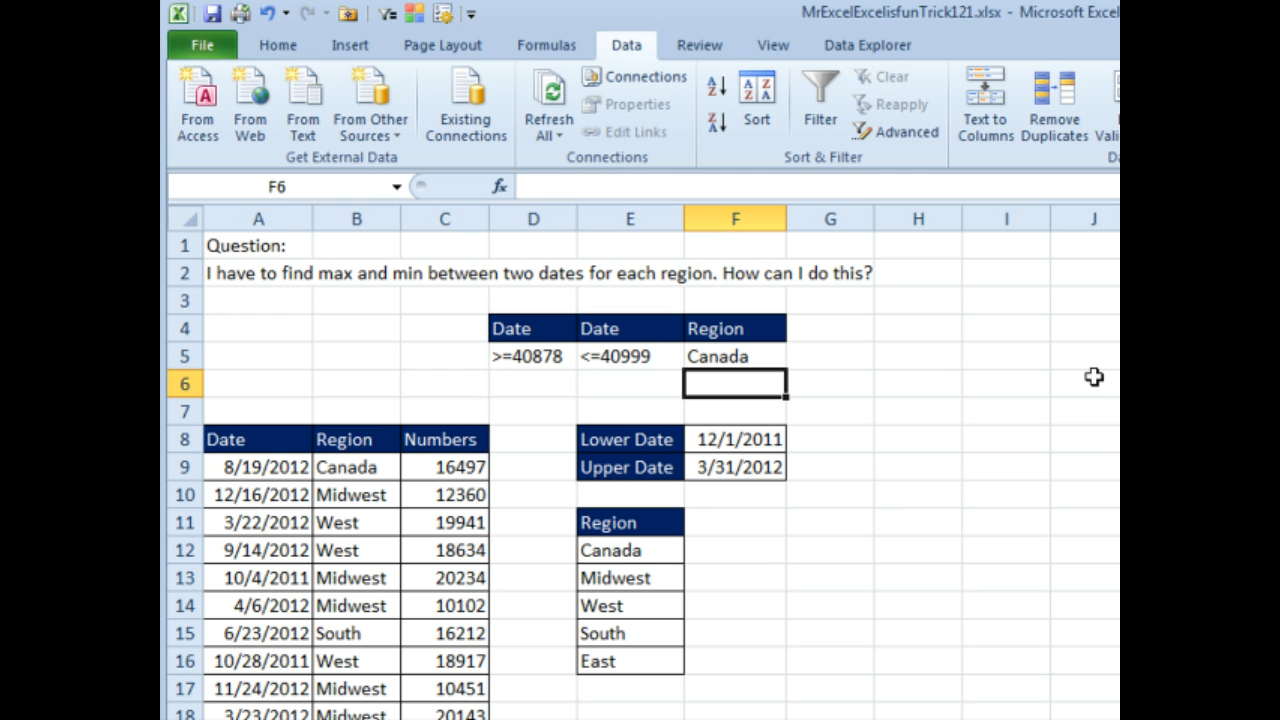 MrExcelExcelisfunTrick121.xlsx - Microsoft Excel
File Home Insert Page Layout Formulas Data Review View Data Explorer
From Access
From Web
From Text
From Other Sources
Existing Connections
Get External Data
Refresh All
Connections
Properties
Edit Links
Connections
Sort
Filter
Clear
Reapply
Advanced
Sort & Filter
Text to Columns
Remove Duplicates
F6 fx
A B C D E F G H I J
1 Question:
2 I have to find max and min between two dates for each region. How can I do this?
3
4 Date Date Region
5 >=40878 <=40999 Canada
6
7
8 Date Region Numbers Lower Date 12/1/2011
9 8/19/2012 Canada 16497 Upper Date 3/31/2012
10 12/16/2012 Midwest 12360
11 3/22/2012 West 19941 Region
12 9/14/2012 West 18634 Canada
13 10/4/2011 Midwest 20234 Midwest
14 4/6/2012 Midwest 10102 West
15 6/23/2012 South 16212 South
16 10/28/2011 West 18917 East
17 11/24/2012 Midwest 10451
18 3/23/2012 Midwest 20143